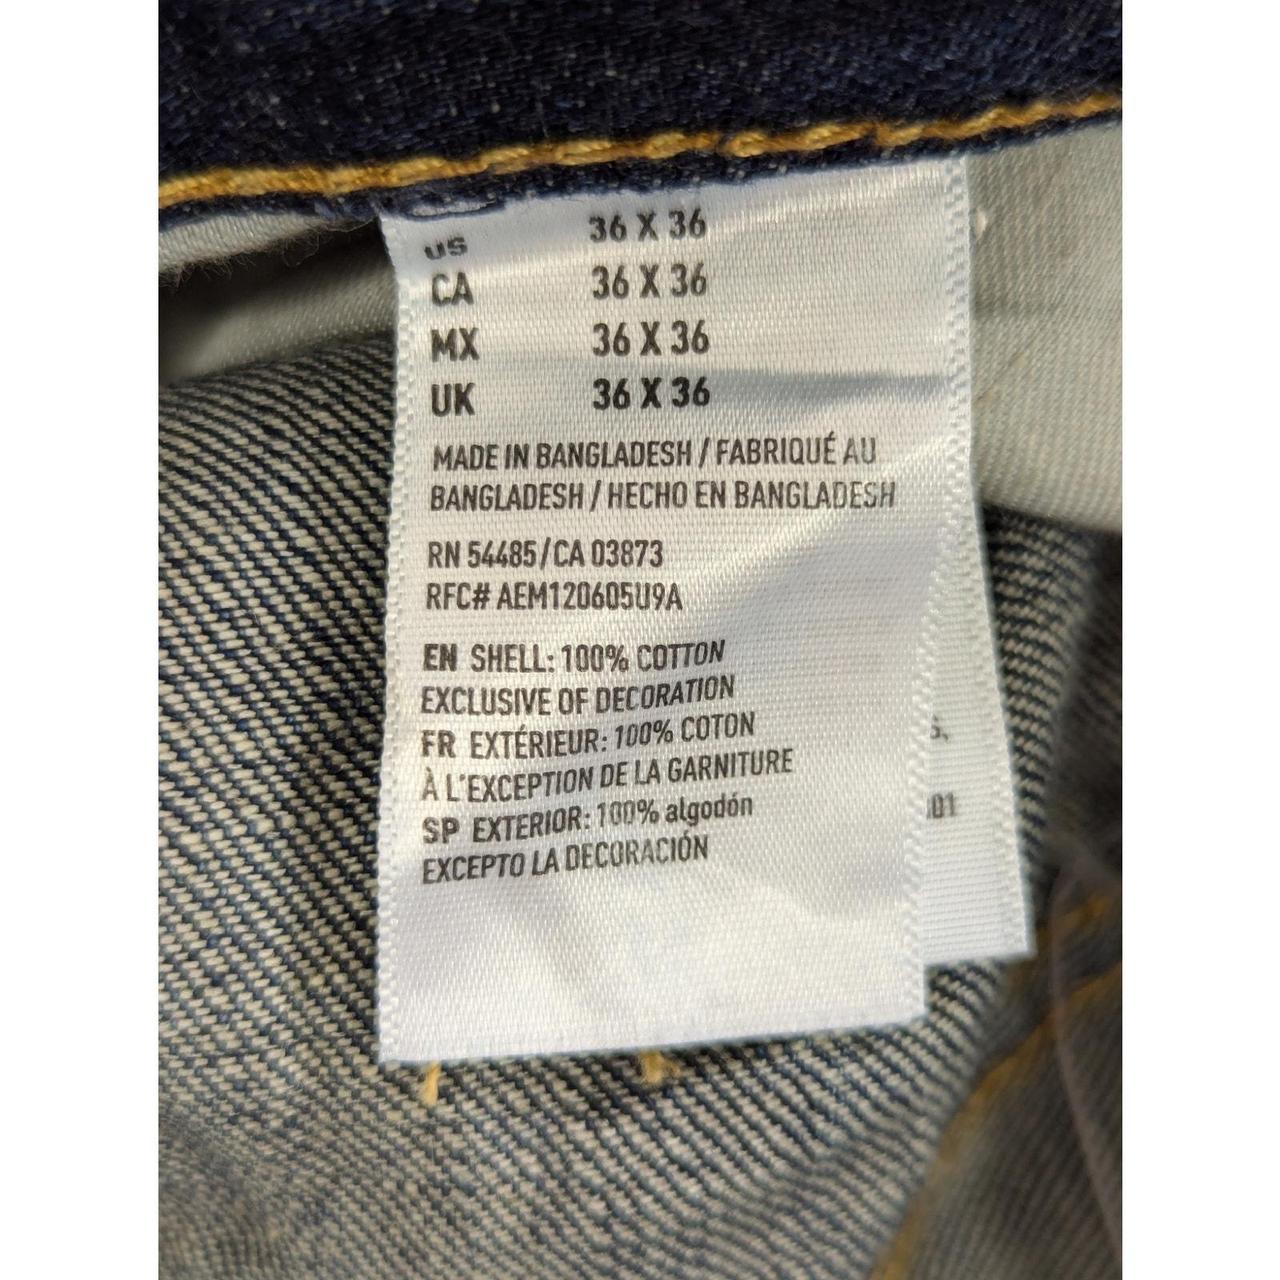 US 36 X 36
CA 36 X 36
MX 36 X 36
UK 36 X 36
MADE IN BANGLADESH / FABRIQUÉ AU
BANGLADESH / HECHO EN BANGLADESH
RN 54485/CA 03873
RFC# AEM120605U9A
EN SHELL: 100% COTTON
EXCLUSIVE OF DECORATION
FR EXTÉRIEUR: 100% COTON
À L'EXCEPTION DE LA GARNITURE
SP EXTERIOR: 100% algodón
EXCEPTO LA DECORACIÓN